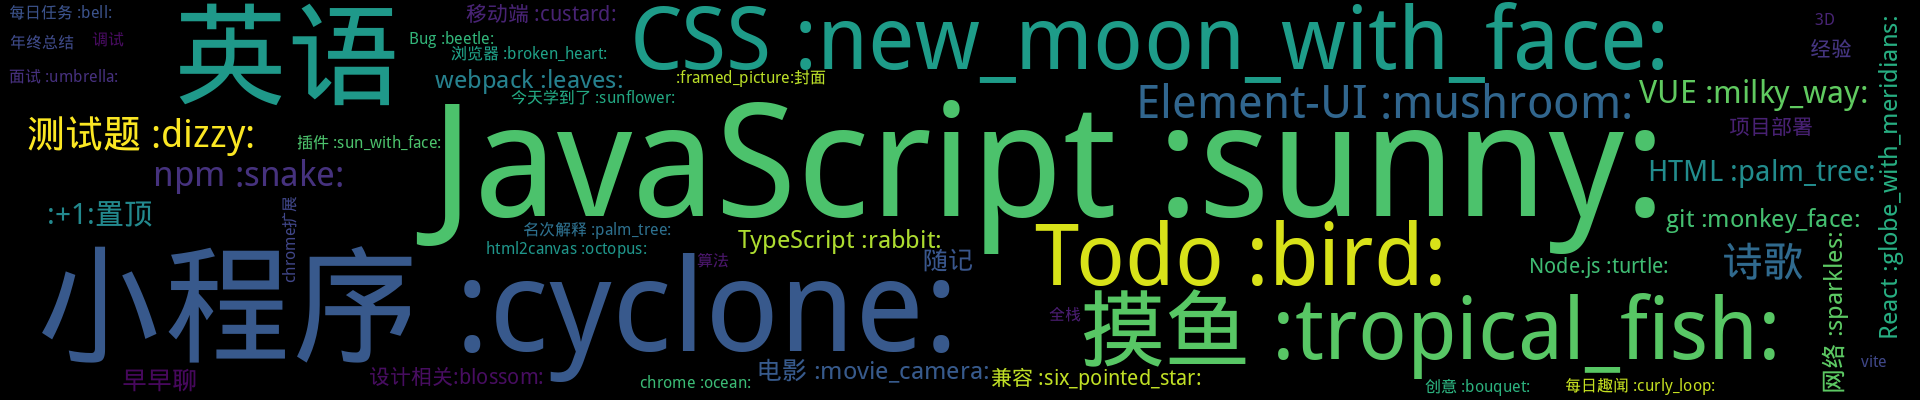 每日任务 :bell:
年终总结
调试
面试 :umbrella:
英语
移动端 :custard:
Bug :beetle:
浏览器 :broken_heart:
webpack :leaves:
今天学到了 :sunflower:
CSS :new_moon_with_face:
:framed_picture:封面
3D
经验
React :globe_with_meridians:
Element-UI :mushroom:
VUE :milky_way:
项目部署
测试题 :dizzy:
插件 :sun_with_face:
JavaScript :sunny:
npm :snake:
HTML :palm_tree:
:+1:置顶
chrome扩展
名次解释 :palm_tree:
html2canvas :octopus:
TypeScript :rabbit:
算法
随记
Todo :bird:
git :monkey_face:
Node.js :turtle:
诗歌
网络 :sparkles:
小程序 :cyclone:
全栈
摸鱼 :tropical_fish:
vite
早早聊
设计相关:blossom:
chrome :ocean:
电影 :movie_camera:
兼容 :six_pointed_star:
创意 :bouquet:
每日趣闻 :curly_loop: